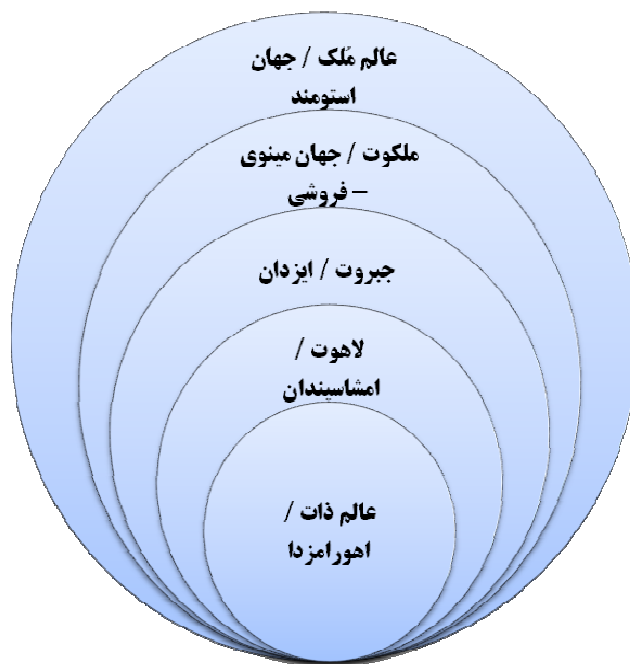 عالم مُلک / جهان
استومند
ملکوت / جهان مینوی
– فروشی
جبروت / ایزدان
لاهوت /
امشاسپندان
عالم ذات /
اهورامزدا